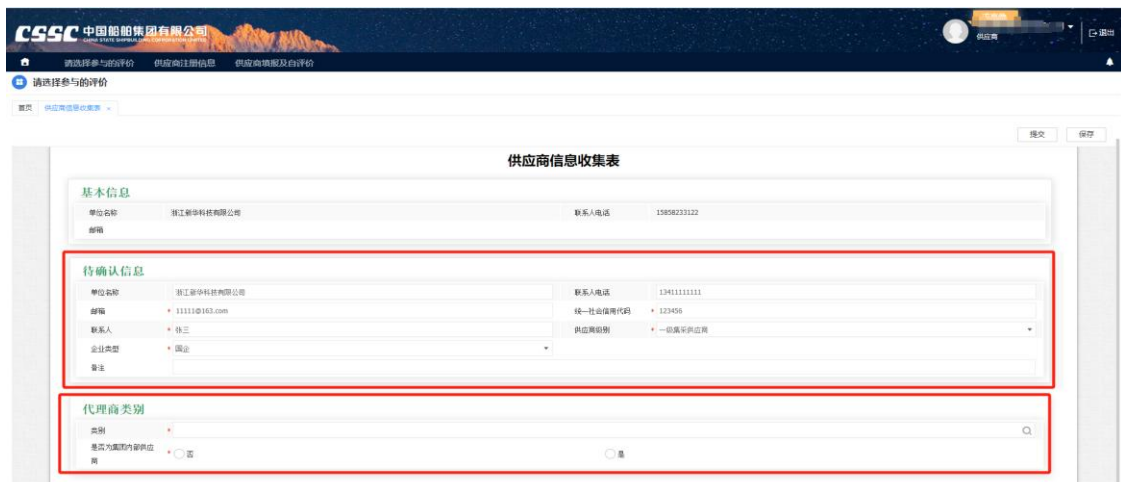 CSSC 中国船舶集团有限公司
CHINA STATE SHIPBUILDING CORPORATION LIMITED
供应商
退出
请选择参与的评价 供应商注册信息 供应商填报及自评价
请选择参与的评价
首页 供应商信息收集表 ×
提交 保存
供应商信息收集表
基本信息
单位名称 浙江新华科技有限公司 联系人电话 15858233122
邮箱
待确认信息
单位名称 浙江新华科技有限公司 联系人电话 13411111111
邮箱 * 11111@163.com 统一社会信用代码 * 123456
联系人 * 张三 供应商级别 * 一级集采供应商
企业类型 * 国企
备注
代理商类别
类别 *
是否为集团内部供应商 * 否 是